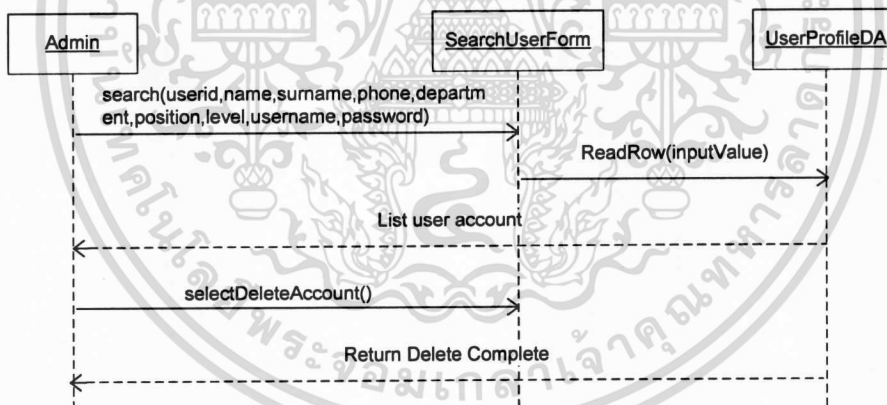 Admin
SearchUserForm
UserProfileDA
search(userid,name,surname,phone,departm
ent,position,level,username,password)
ReadRow(inputValue)
List user account
selectDeleteAccount()
Return Delete Complete